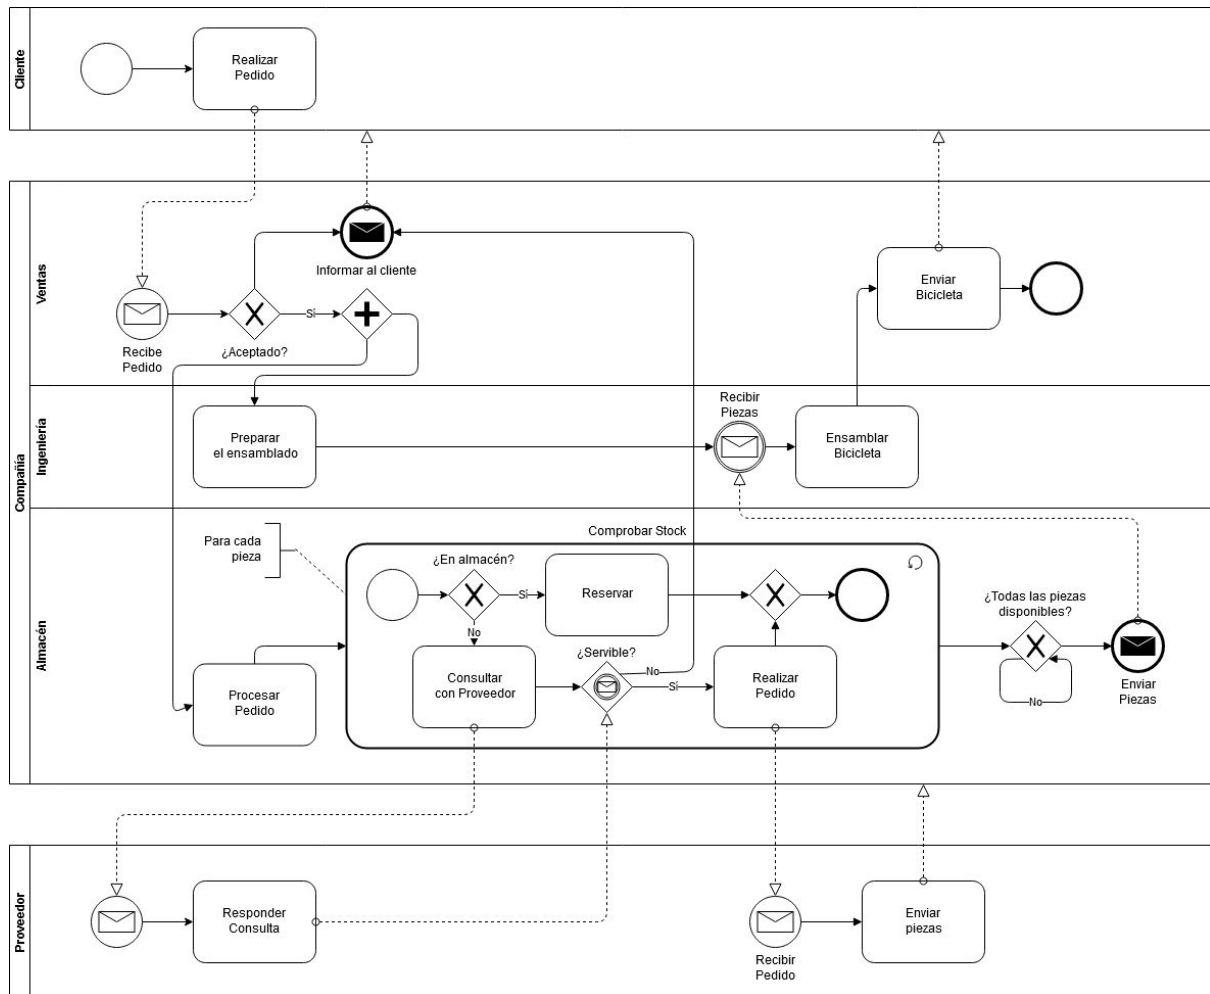 Cliente
Realizar
Pedido
Compañía
Ventas
Informar al cliente
Recibe
Pedido
¿Aceptado?
Sí
Enviar
Bicicleta
Ingeniería
Preparar
el ensamblado
Recibir
Piezas
Ensamblar
Bicicleta
Almacén
Para cada
pieza
Comprobar Stock
¿En almacén?
Sí
No
Reservar
Procesar
Pedido
Consultar
con Proveedor
¿Servible?
No
Sí
Realizar
Pedido
¿Todas las piezas
disponibles?
No
Enviar
Piezas
Proveedor
Responder
Consulta
Recibir
Pedido
Enviar
piezas